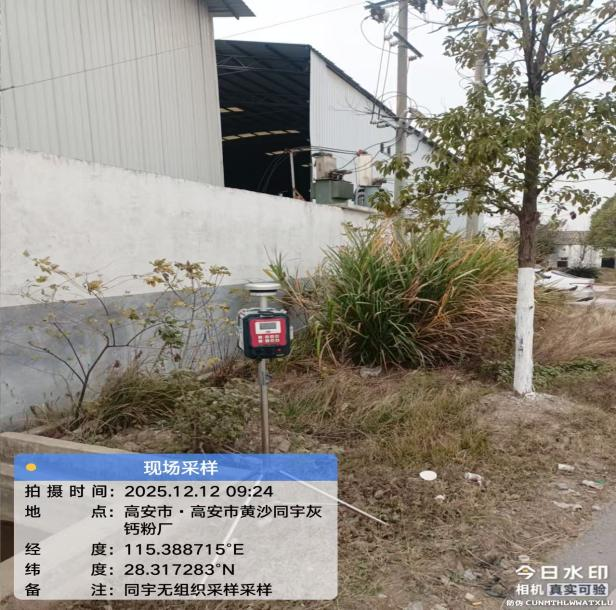 现场采样
拍摄时间：2025.12.12 09:24
地 点：高安市·高安市黄沙同宇灰
钙粉厂
经 度：115.388715°E
纬 度：28.317283°N
备 注：同宇无组织采样采样
今日水印
相机 真实可验
防伪 CUNMTHLWWATXLU